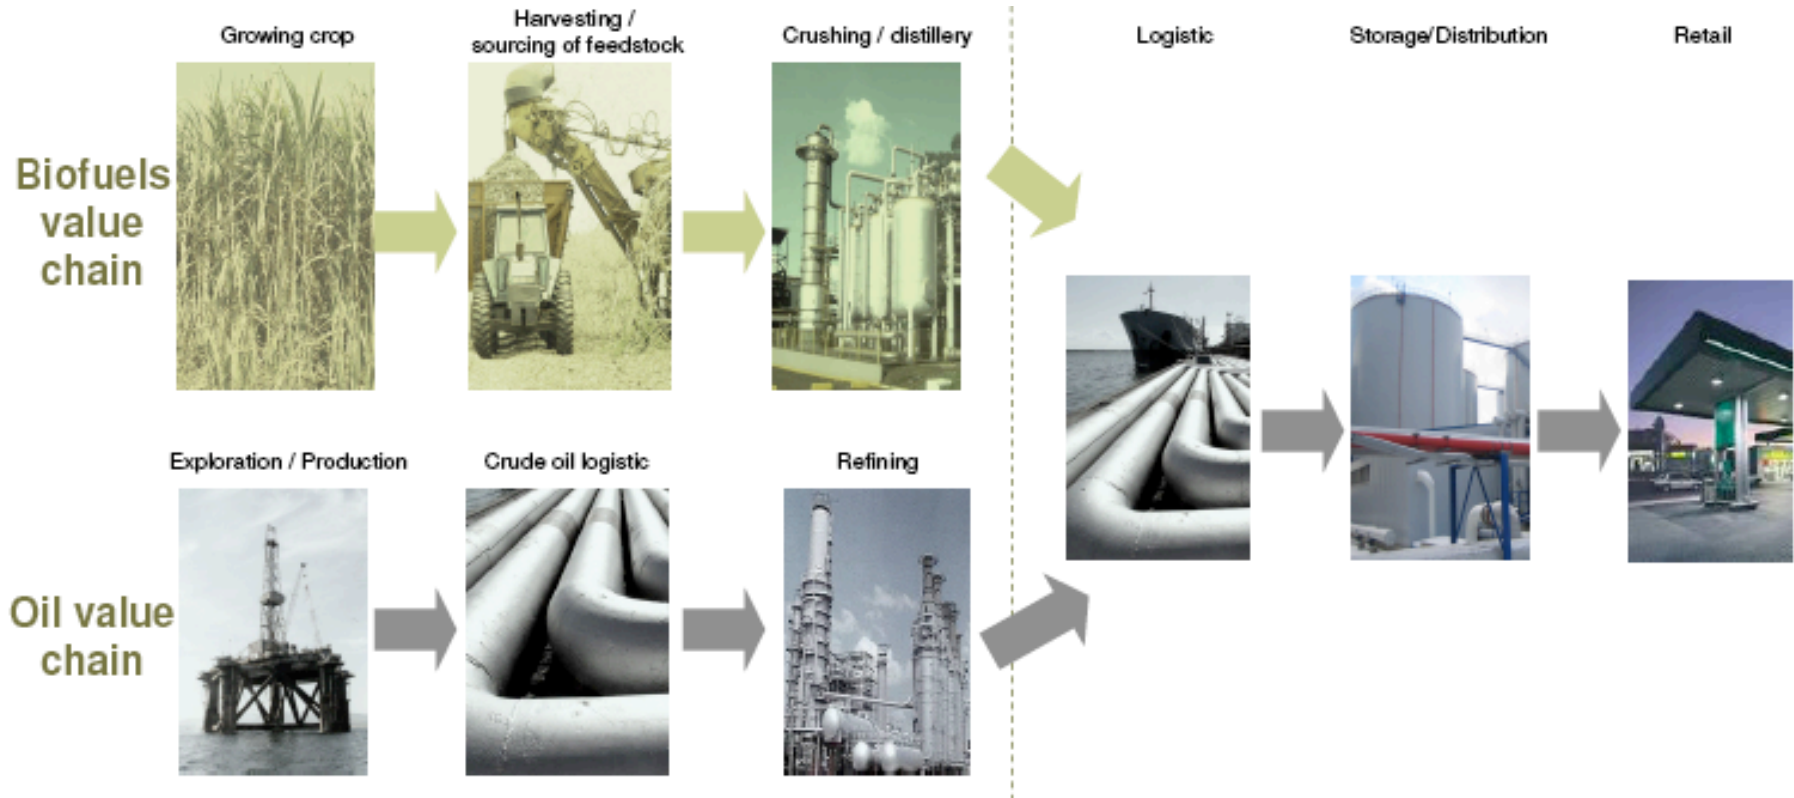 Growing crop
Harvesting /
sourcing of feedstock
Crushing / distillery
Logistic
Storage/Distribution
Retail
Biofuels
value
chain
Exploration / Production
Crude oil logistic
Refining
Oil value
chain